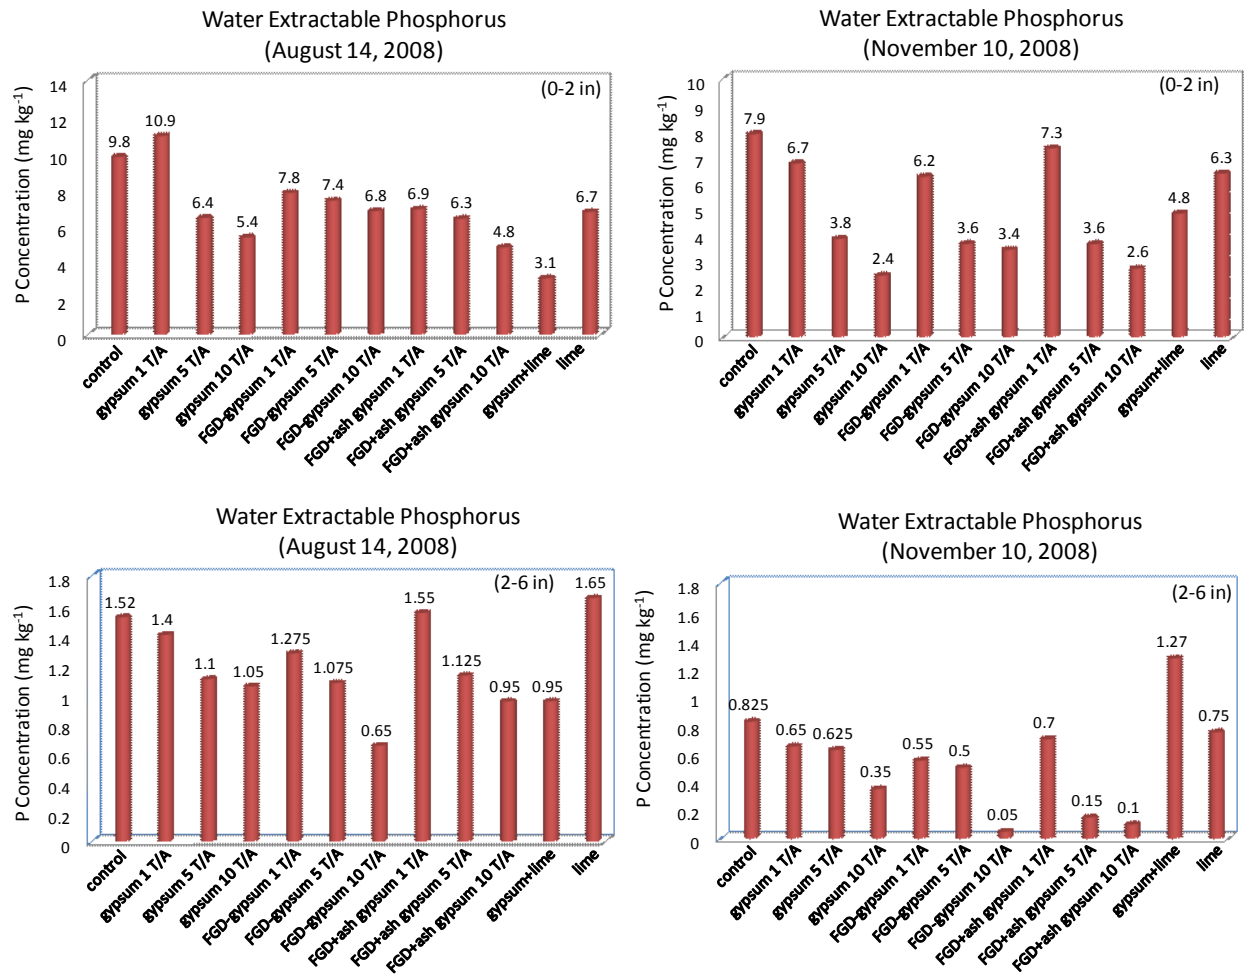 Water Extractable Phosphorus
(August 14, 2008)
(0-2 in)
P Concentration (mg kg-1)
14
12
10
8
6
4
2
0
9.8
10.9
6.4
5.4
7.8
7.4
6.8
6.9
6.3
4.8
3.1
6.7
control
gypsum 1 T/A
gypsum 5 T/A
gypsum 10 T/A
FGD-gypsum 1 T/A
FGD-gypsum 5 T/A
FGD-gypsum 10 T/A
FGD+ash gypsum 1 T/A
FGD+ash gypsum 5 T/A
FGD+ash gypsum 10 T/A
gypsum+lime
lime
Water Extractable Phosphorus
(November 10, 2008)
(0-2 in)
P Concentration (mg kg-1)
10
9
8
7
6
5
4
3
2
1
0
7.9
6.7
3.8
2.4
6.2
3.6
3.4
7.3
3.6
2.6
4.8
6.3
control
gypsum 1 T/A
gypsum 5 T/A
gypsum 10 T/A
FGD-gypsum 1 T/A
FGD-gypsum 5 T/A
FGD-gypsum 10 T/A
FGD+ash gypsum 1 T/A
FGD+ash gypsum 5 T/A
FGD+ash gypsum 10 T/A
gypsum+lime
lime
Water Extractable Phosphorus
(August 14, 2008)
(2-6 in)
P Concentration (mg kg-1)
1.8
1.6
1.4
1.2
1
0.8
0.6
0.4
0.2
0
1.52
1.4
1.1
1.05
1.275
1.075
0.65
1.55
1.125
0.95
0.95
1.65
control
gypsum 1 T/A
gypsum 5 T/A
gypsum 10 T/A
FGD-gypsum 1 T/A
FGD-gypsum 5 T/A
FGD-gypsum 10 T/A
FGD+ash gypsum 1 T/A
FGD+ash gypsum 5 T/A
FGD+ash gypsum 10 T/A
gypsum+lime
lime
Water Extractable Phosphorus
(November 10, 2008)
(2-6 in)
P Concentration (mg kg-1)
1.8
1.6
1.4
1.2
1
0.8
0.6
0.4
0.2
0
0.825
0.65
0.625
0.35
0.55
0.5
0.05
0.7
0.15
0.1
1.27
0.75
control
gypsum 1 T/A
gypsum 5 T/A
gypsum 10 T/A
FGD-gypsum 1 T/A
FGD-gypsum 5 T/A
FGD-gypsum 10 T/A
FGD+ash gypsum 1 T/A
FGD+ash gypsum 5 T/A
FGD+ash gypsum 10 T/A
gypsum+lime
lime